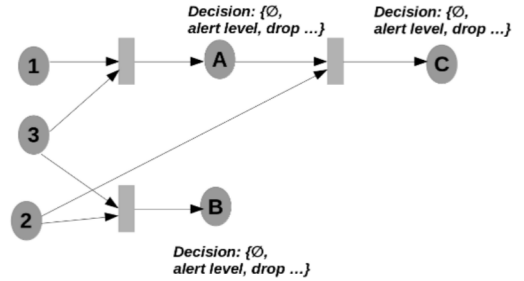 Decision: {∅,
alert level, drop ...}
Decision: {∅,
alert level, drop ...}
1
A
C
3
2
B
Decision: {∅,
alert level, drop ...}